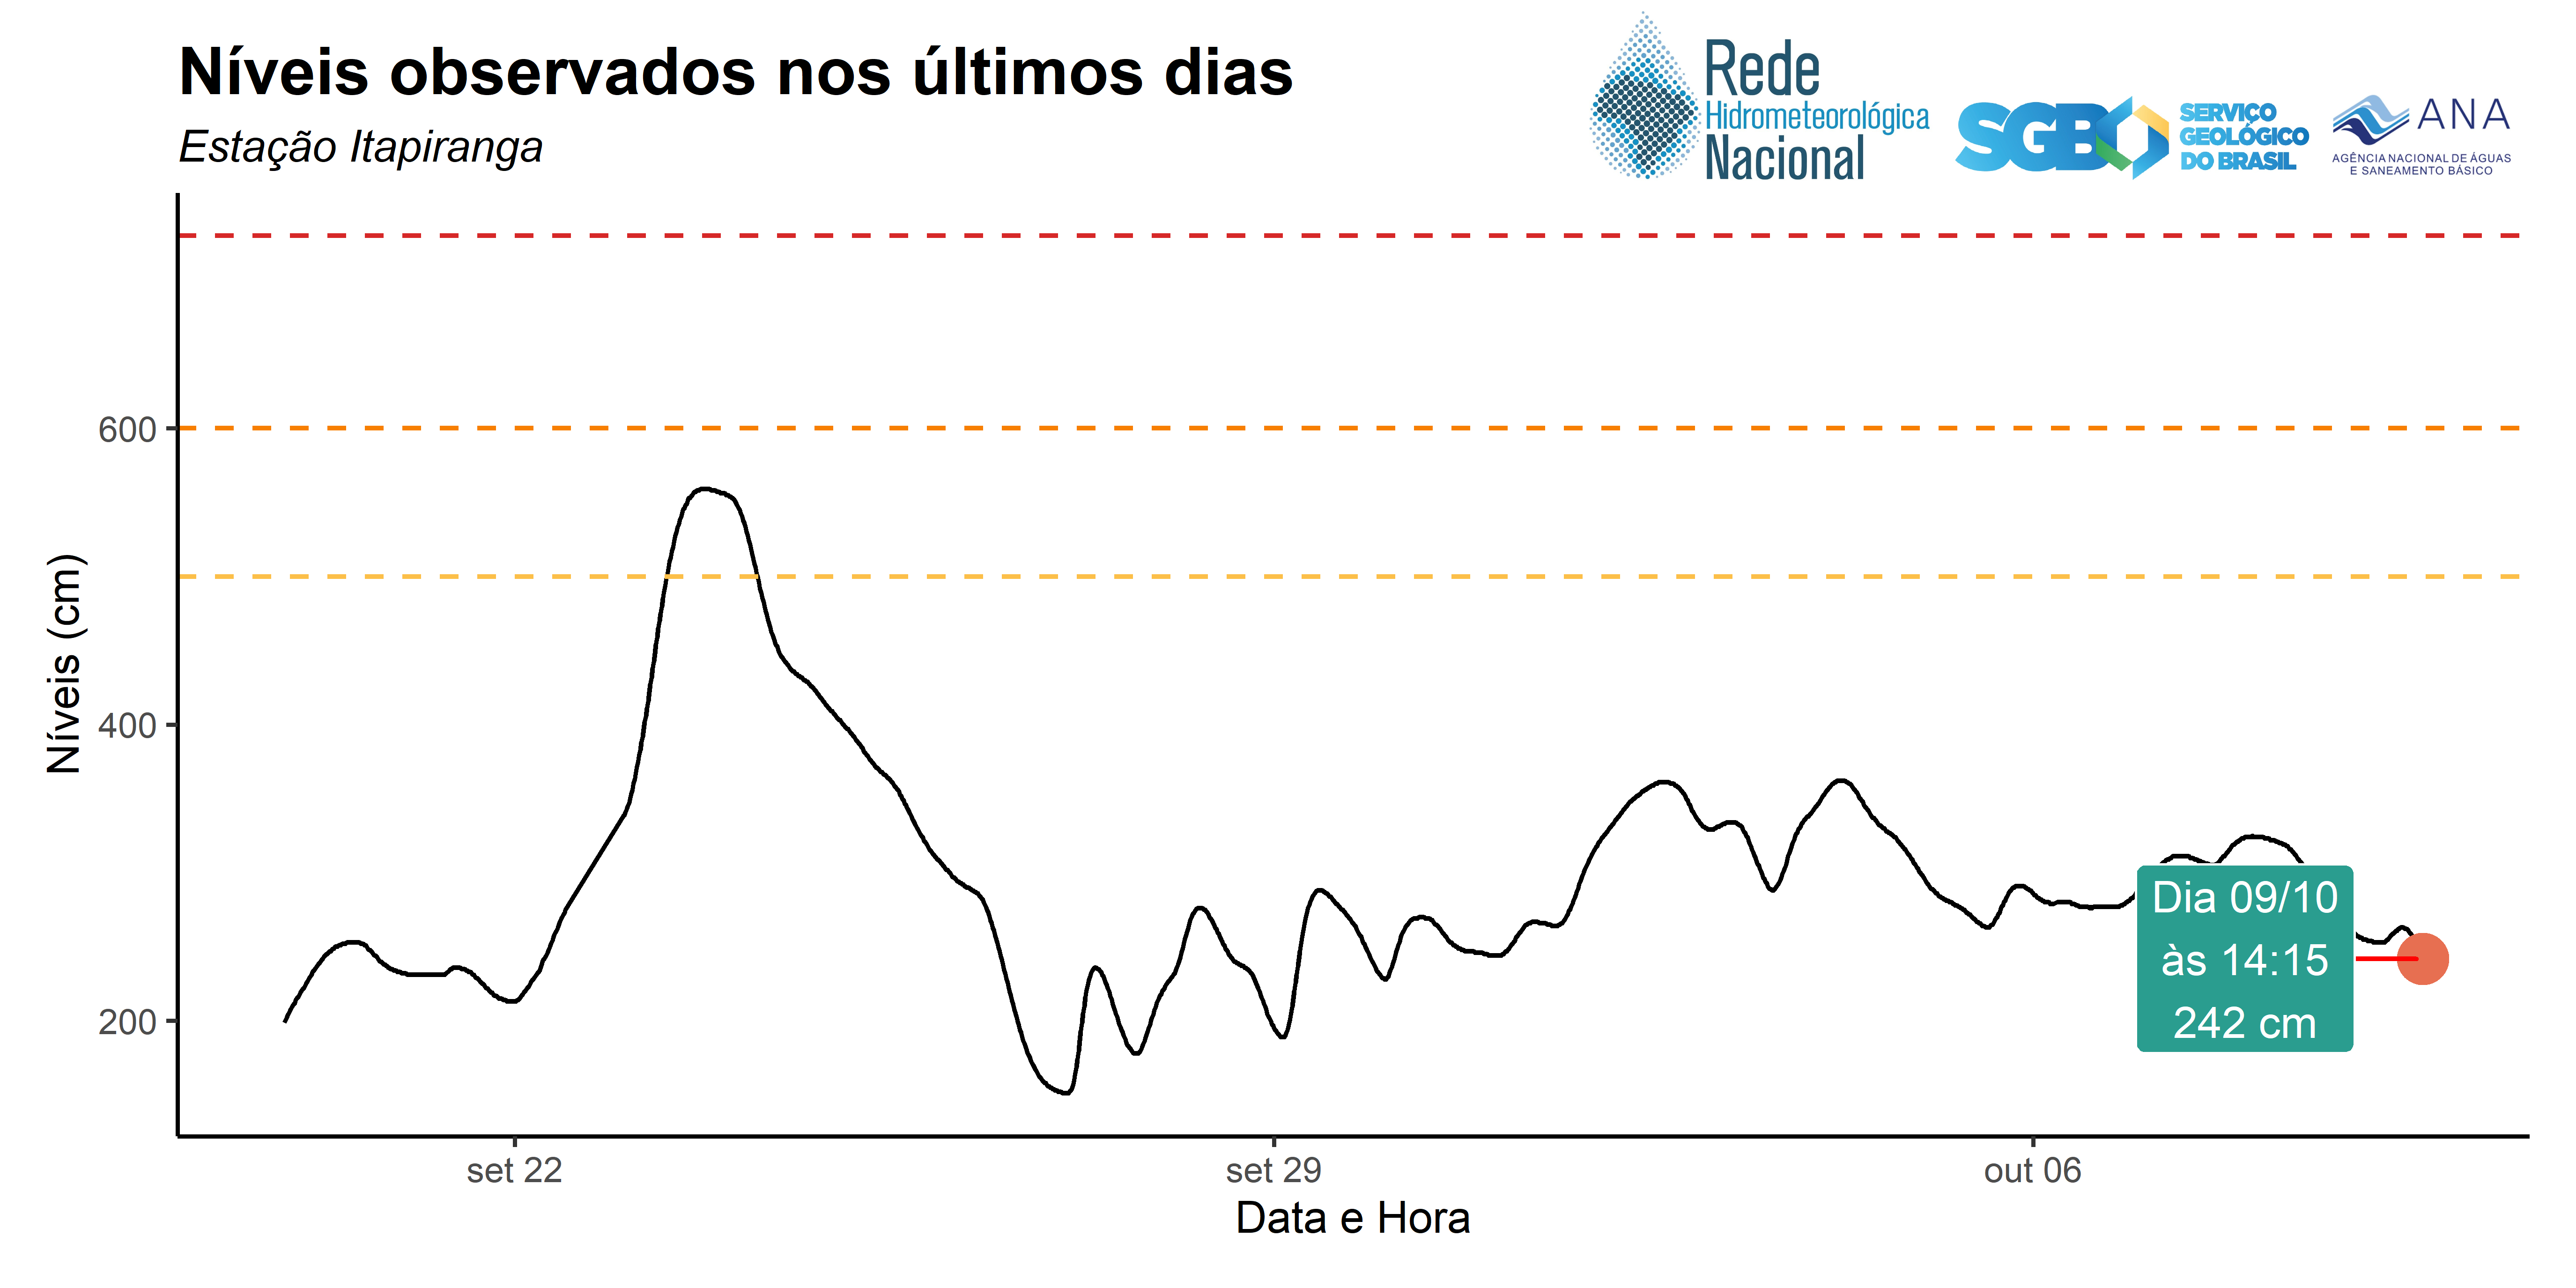 Níveis observados nos últimos dias
Estação Itapiranga
Rede
Hidrometeorológica
Nacional
SGB
SERVIÇO
GEOLÓGICO
DO BRASIL
ANA
AGÊNCIA NACIONAL DE ÁGUAS
E SANEAMENTO BÁSICO
Níveis (cm)
600
400
200
Dia 09/10
às 14:15
242 cm
set 22
set 29
out 06
Data e Hora